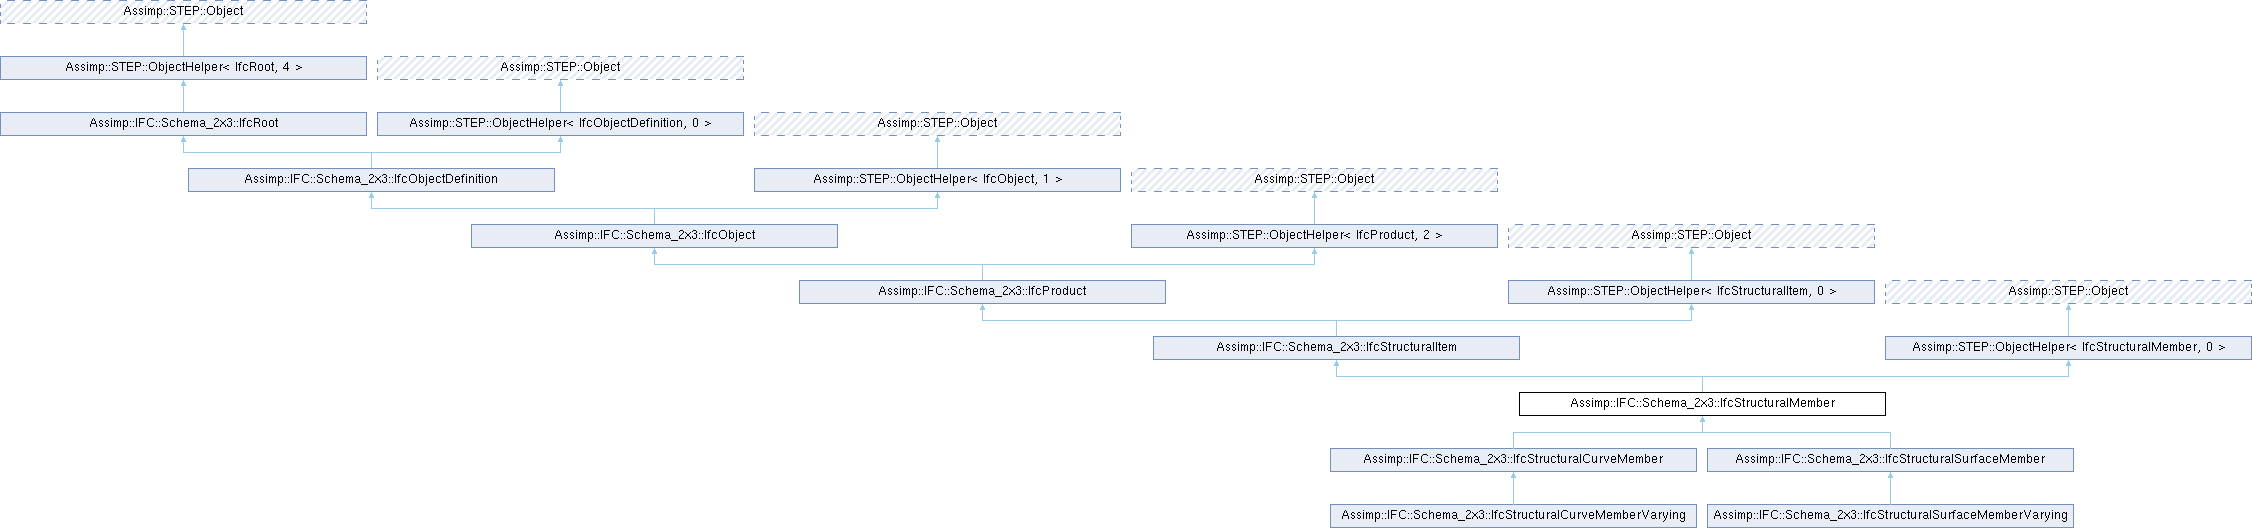 Assimp::STEP::Object
Assimp::STEP::ObjectHelper< IfcRoot, 4 >
Assimp::STEP::Object
Assimp::IFC::Schema_2x3::IfcRoot
Assimp::STEP::ObjectHelper< IfcObjectDefinition, 0 >
Assimp::STEP::Object
Assimp::IFC::Schema_2x3::IfcObjectDefinition
Assimp::STEP::ObjectHelper< IfcObject, 1 >
Assimp::STEP::Object
Assimp::IFC::Schema_2x3::IfcObject
Assimp::STEP::ObjectHelper< IfcProduct, 2 >
Assimp::STEP::Object
Assimp::IFC::Schema_2x3::IfcProduct
Assimp::STEP::ObjectHelper< IfcStructuralItem, 0 >
Assimp::STEP::Object
Assimp::IFC::Schema_2x3::IfcStructuralItem
Assimp::STEP::ObjectHelper< IfcStructuralMember, 0 >
Assimp::IFC::Schema_2x3::IfcStructuralMember
Assimp::IFC::Schema_2x3::IfcStructuralCurveMember
Assimp::IFC::Schema_2x3::IfcStructuralSurfaceMember
Assimp::IFC::Schema_2x3::IfcStructuralCurveMemberVarying
Assimp::IFC::Schema_2x3::IfcStructuralSurfaceMemberVarying